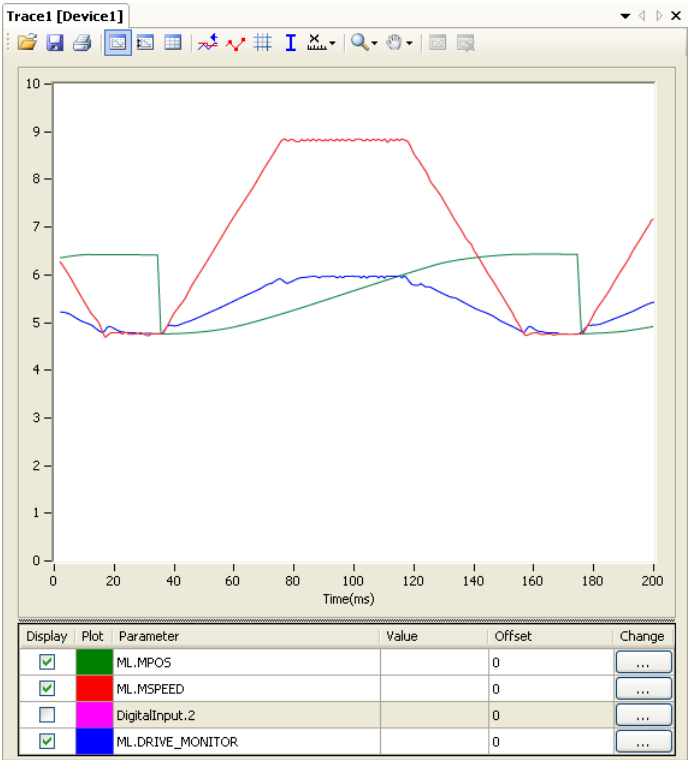 Trace1 [Device1]
10
9
8
7
6
5
4
3
2
1
0
0 20 40 60 80 100 120 140 160 180 200
Time(ms)
Display Plot Parameter Value Offset Change
ML.MPOS 0 ...
ML.MSPEED 0 ...
DigitalInput.2 0 ...
ML.DRIVE_MONITOR 0 ...